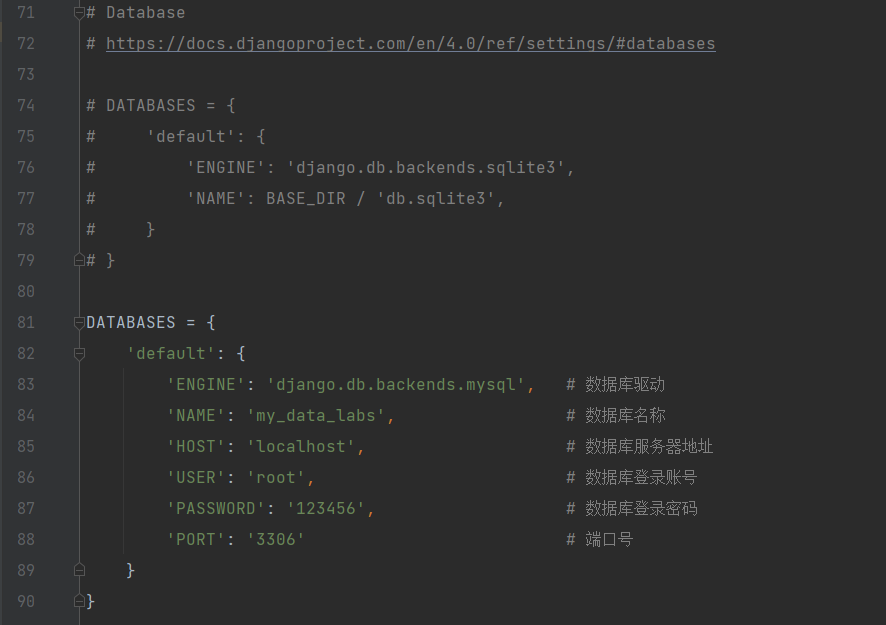 71 # Database
72 # https://docs.djangoproject.com/en/4.0/ref/settings/#databases
73
74 # DATABASES = {
75 #     'default': {
76 #         'ENGINE': 'django.db.backends.sqlite3',
77 #         'NAME': BASE_DIR / 'db.sqlite3',
78 #     }
79 # }
80
81 DATABASES = {
82     'default': {
83         'ENGINE': 'django.db.backends.mysql',   # 数据库驱动
84         'NAME': 'my_data_labs',                 # 数据库名称
85         'HOST': 'localhost',                    # 数据库服务器地址
86         'USER': 'root',                         # 数据库登录账号
87         'PASSWORD': '123456',                   # 数据库登录密码
88         'PORT': '3306'                          # 端口号
89     }
90 }